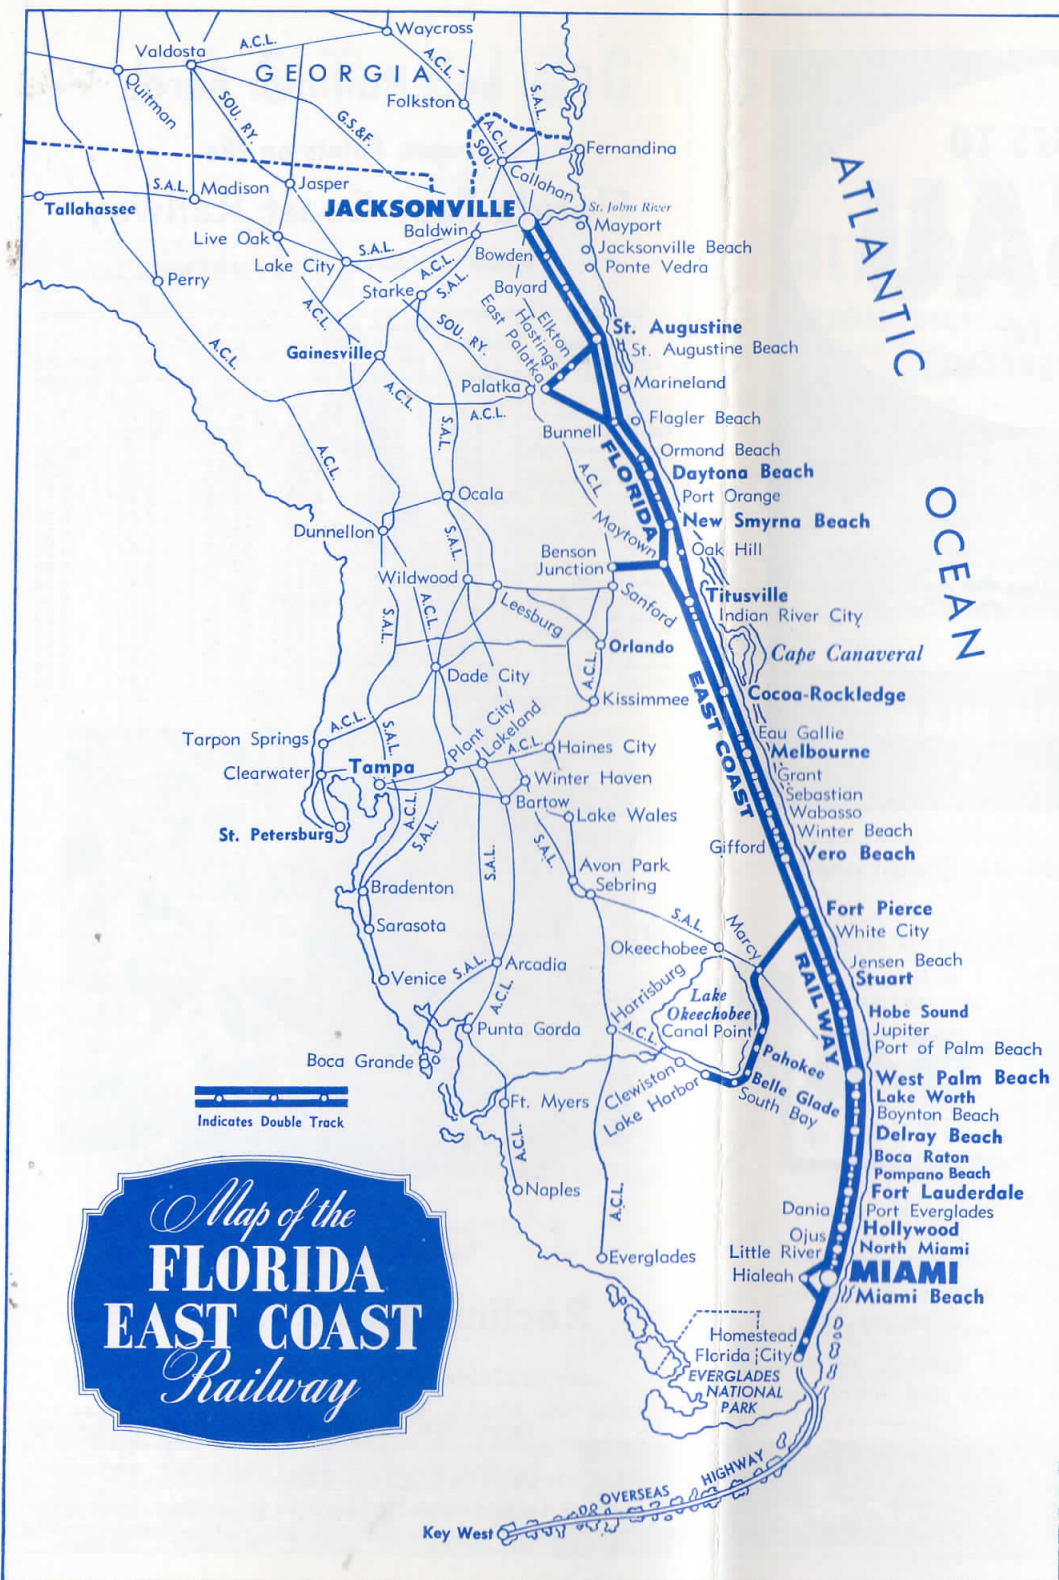 Waycross
Valdosta
A.C.L.
A.C.L.
GEORGIA
Quitman
SOU. RY.
G.S.&F.
Folkston
S.A.L.
A.C.L.
SOU.
Fernandina
Callahan
S.A.L.
Madison
Jasper
Tallahassee
JACKSONVILLE
St. Johns River
Mayport
Live Oak
S.A.L.
Baldwin
Bowden
Jacksonville Beach
Lake City
A.C.L.
S.A.L.
Ponte Vedra
Perry
A.C.L.
Starke
Bayard
SOU. RY.
Elkton
Hastings
East Palatka
St. Augustine
St. Augustine Beach
A.C.L.
Gainesville
A.C.L.
Palatka
A.C.L.
Marineland
S.A.L.
Bunnell
Flagler Beach
A.C.L.
A.C.L.
Ormond Beach
Daytona Beach
FLORIDA
Port Orange
Ocala
Dunnellon
New Smyrna Beach
S.A.L.
Maytown
Oak Hill
Benson
Junction
Wildwood
Leesburg
Sanford
Titusville
Indian River City
S.A.L.
A.C.L.
Orlando
Cape Canaveral
A.C.L.
Dade City
EAST COAST
Kissimmee
Cocoa-Rockledge
A.C.L.
S.A.L.
Plant City
Lakeland
Tarpon Springs
A.C.L.
Haines City
Eau Gallie
Melbourne
Clearwater
Tampa
Winter Haven
Grant
Sebastian
A.C.L.
Bartow
Lake Wales
Wabasso
St. Petersburg
S.A.L.
Winter Beach
Gifford
Vero Beach
S.A.L.
S.A.L.
Avon Park
Sebring
Bradenton
Fort Pierce
S.A.L.
Marcy
Sarasota
White City
Okeechobee
RAILWAY
S.A.L.
Arcadia
Jensen Beach
Venice
Stuart
A.C.L.
Harrisburg
Lake
Okeechobee
Canal Point
Hobe Sound
Punta Gorda
A.C.L.
Jupiter
Port of Palm Beach
Boca Grande
Pahokee
Clewiston
Belle Glade
West Palm Beach
Lake Harbor
South Bay
Lake Worth
Ft. Myers
Boynton Beach
Indicates Double Track
Delray Beach
A.C.L.
Boca Raton
Pompano Beach
Naples
A.C.L.
Fort Lauderdale
Dania
Port Everglades
Ojus
Hollywood
Little River
North Miami
Everglades
Hialeah
MIAMI
Miami Beach
Homestead
Florida City
EVERGLADES
NATIONAL
PARK
OVERSEAS HIGHWAY
Key West
ATLANTIC
OCEAN
Map of the
FLORIDA
EAST COAST
Railway